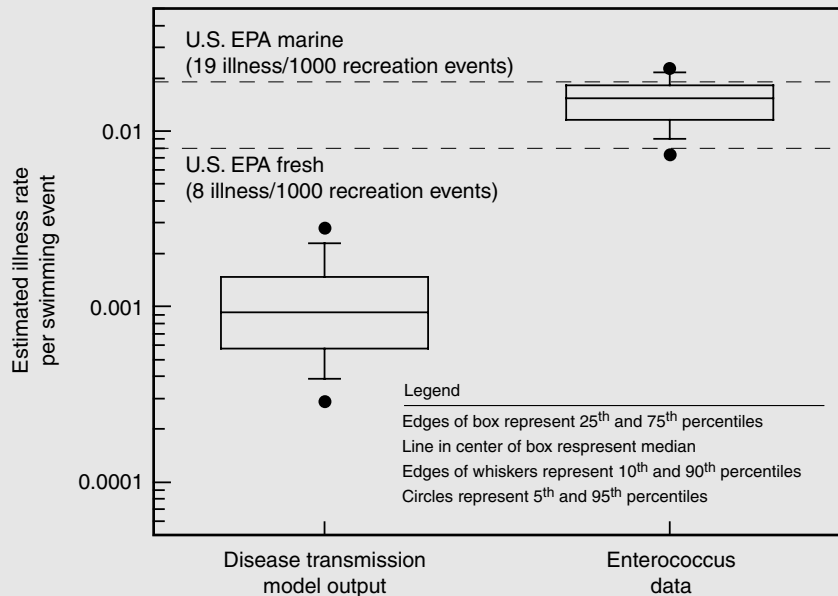 U.S. EPA marine
(19 illness/1000 recreation events)
0.01
U.S. EPA fresh
(8 illness/1000 recreation events)
Estimated illness rate
per swimming event
0.001
Legend
Edges of box represent 25th and 75th percentiles
Line in center of box respresent median
Edges of whiskers represent 10th and 90th percentiles
Circles represent 5th and 95th percentiles
0.0001
Disease transmission
model output
Enterococcus
data